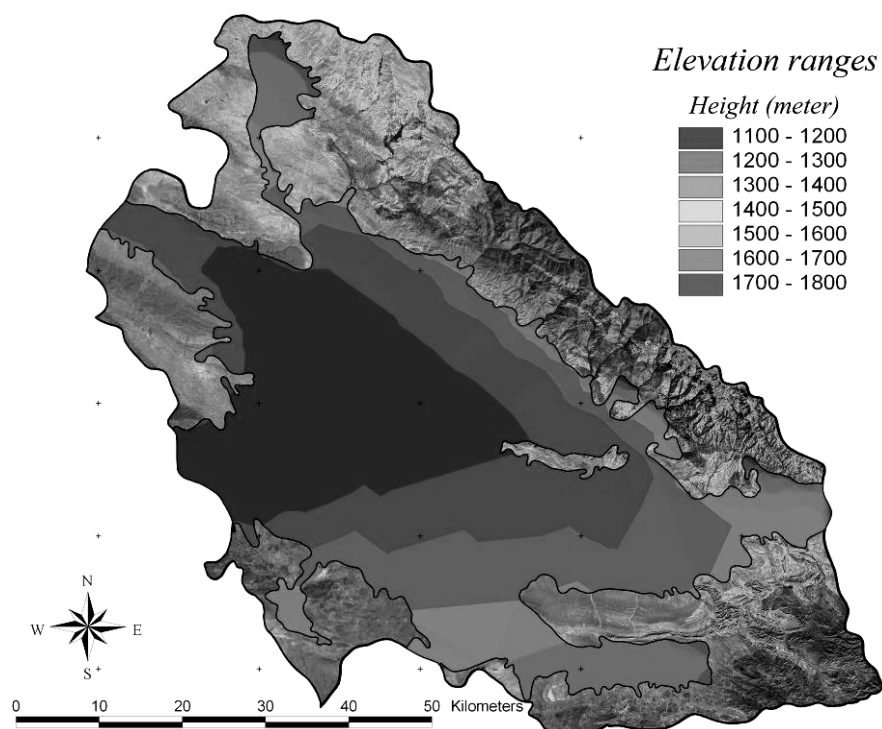 Elevation ranges
Height (meter)
1100 - 1200
1200 - 1300
1300 - 1400
1400 - 1500
1500 - 1600
1600 - 1700
1700 - 1800
N
W E
S
0 10 20 30 40 50 Kilometers